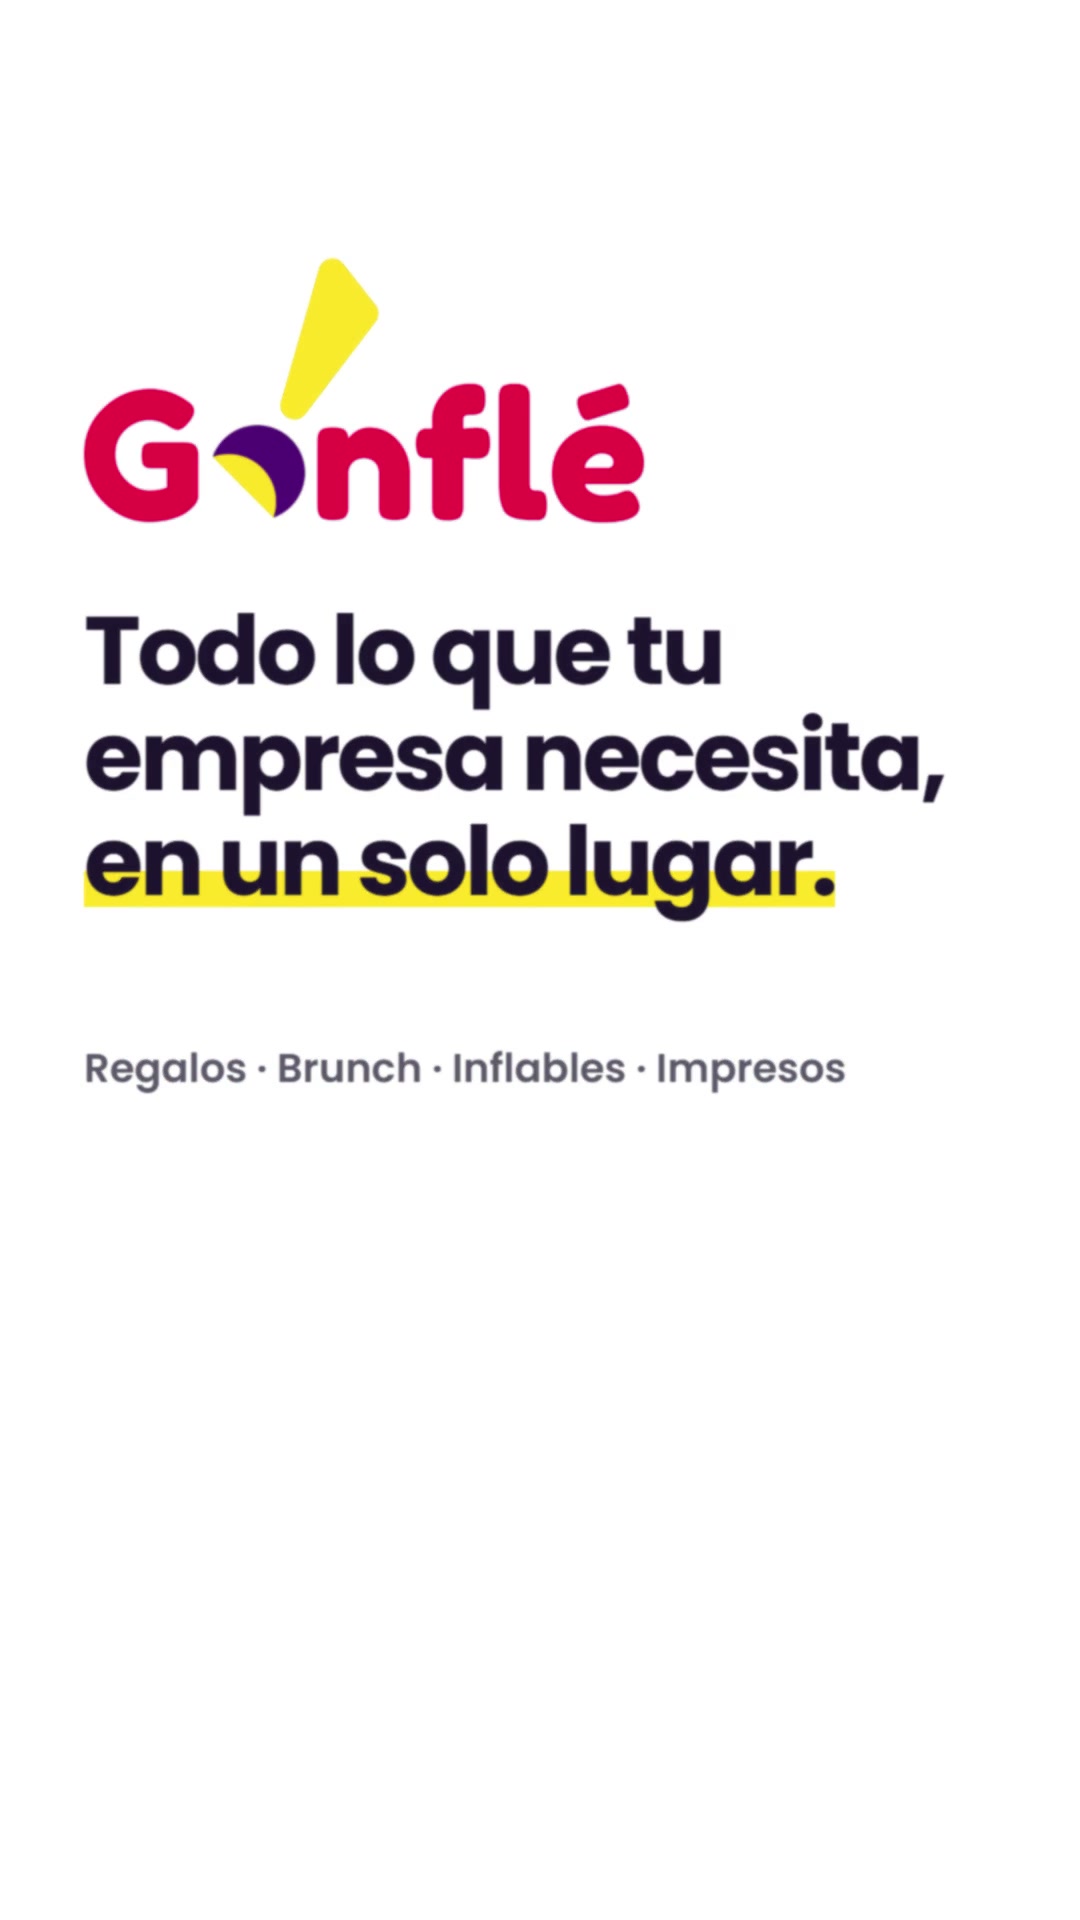 Gonflé
Todo lo que tu
empresa necesita,
en un solo lugar.
Regalos · Brunch · Inflables · Impresos